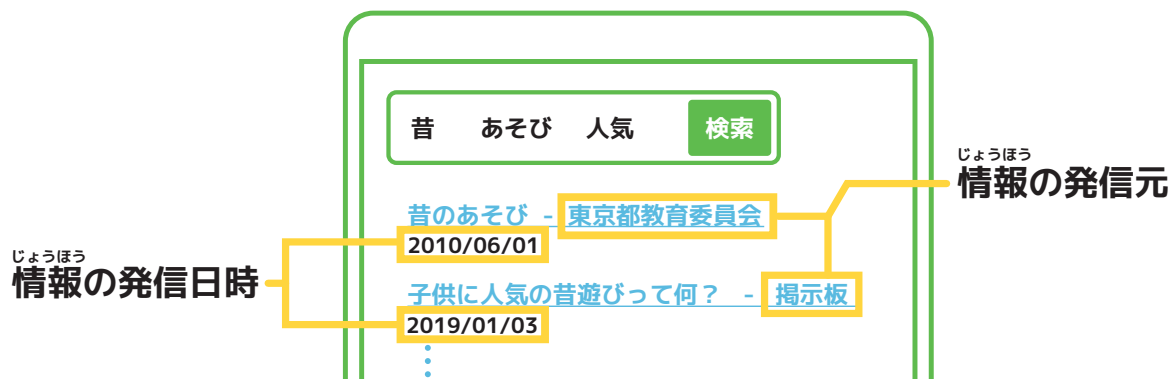 昔 あそび 人気 検索
じょうほう
情報の発信元
昔のあそび - 東京都教育委員会
2010/06/01
じょうほう
情報の発信日時
子供に人気の昔遊びって何？ - 掲示板
2019/01/03